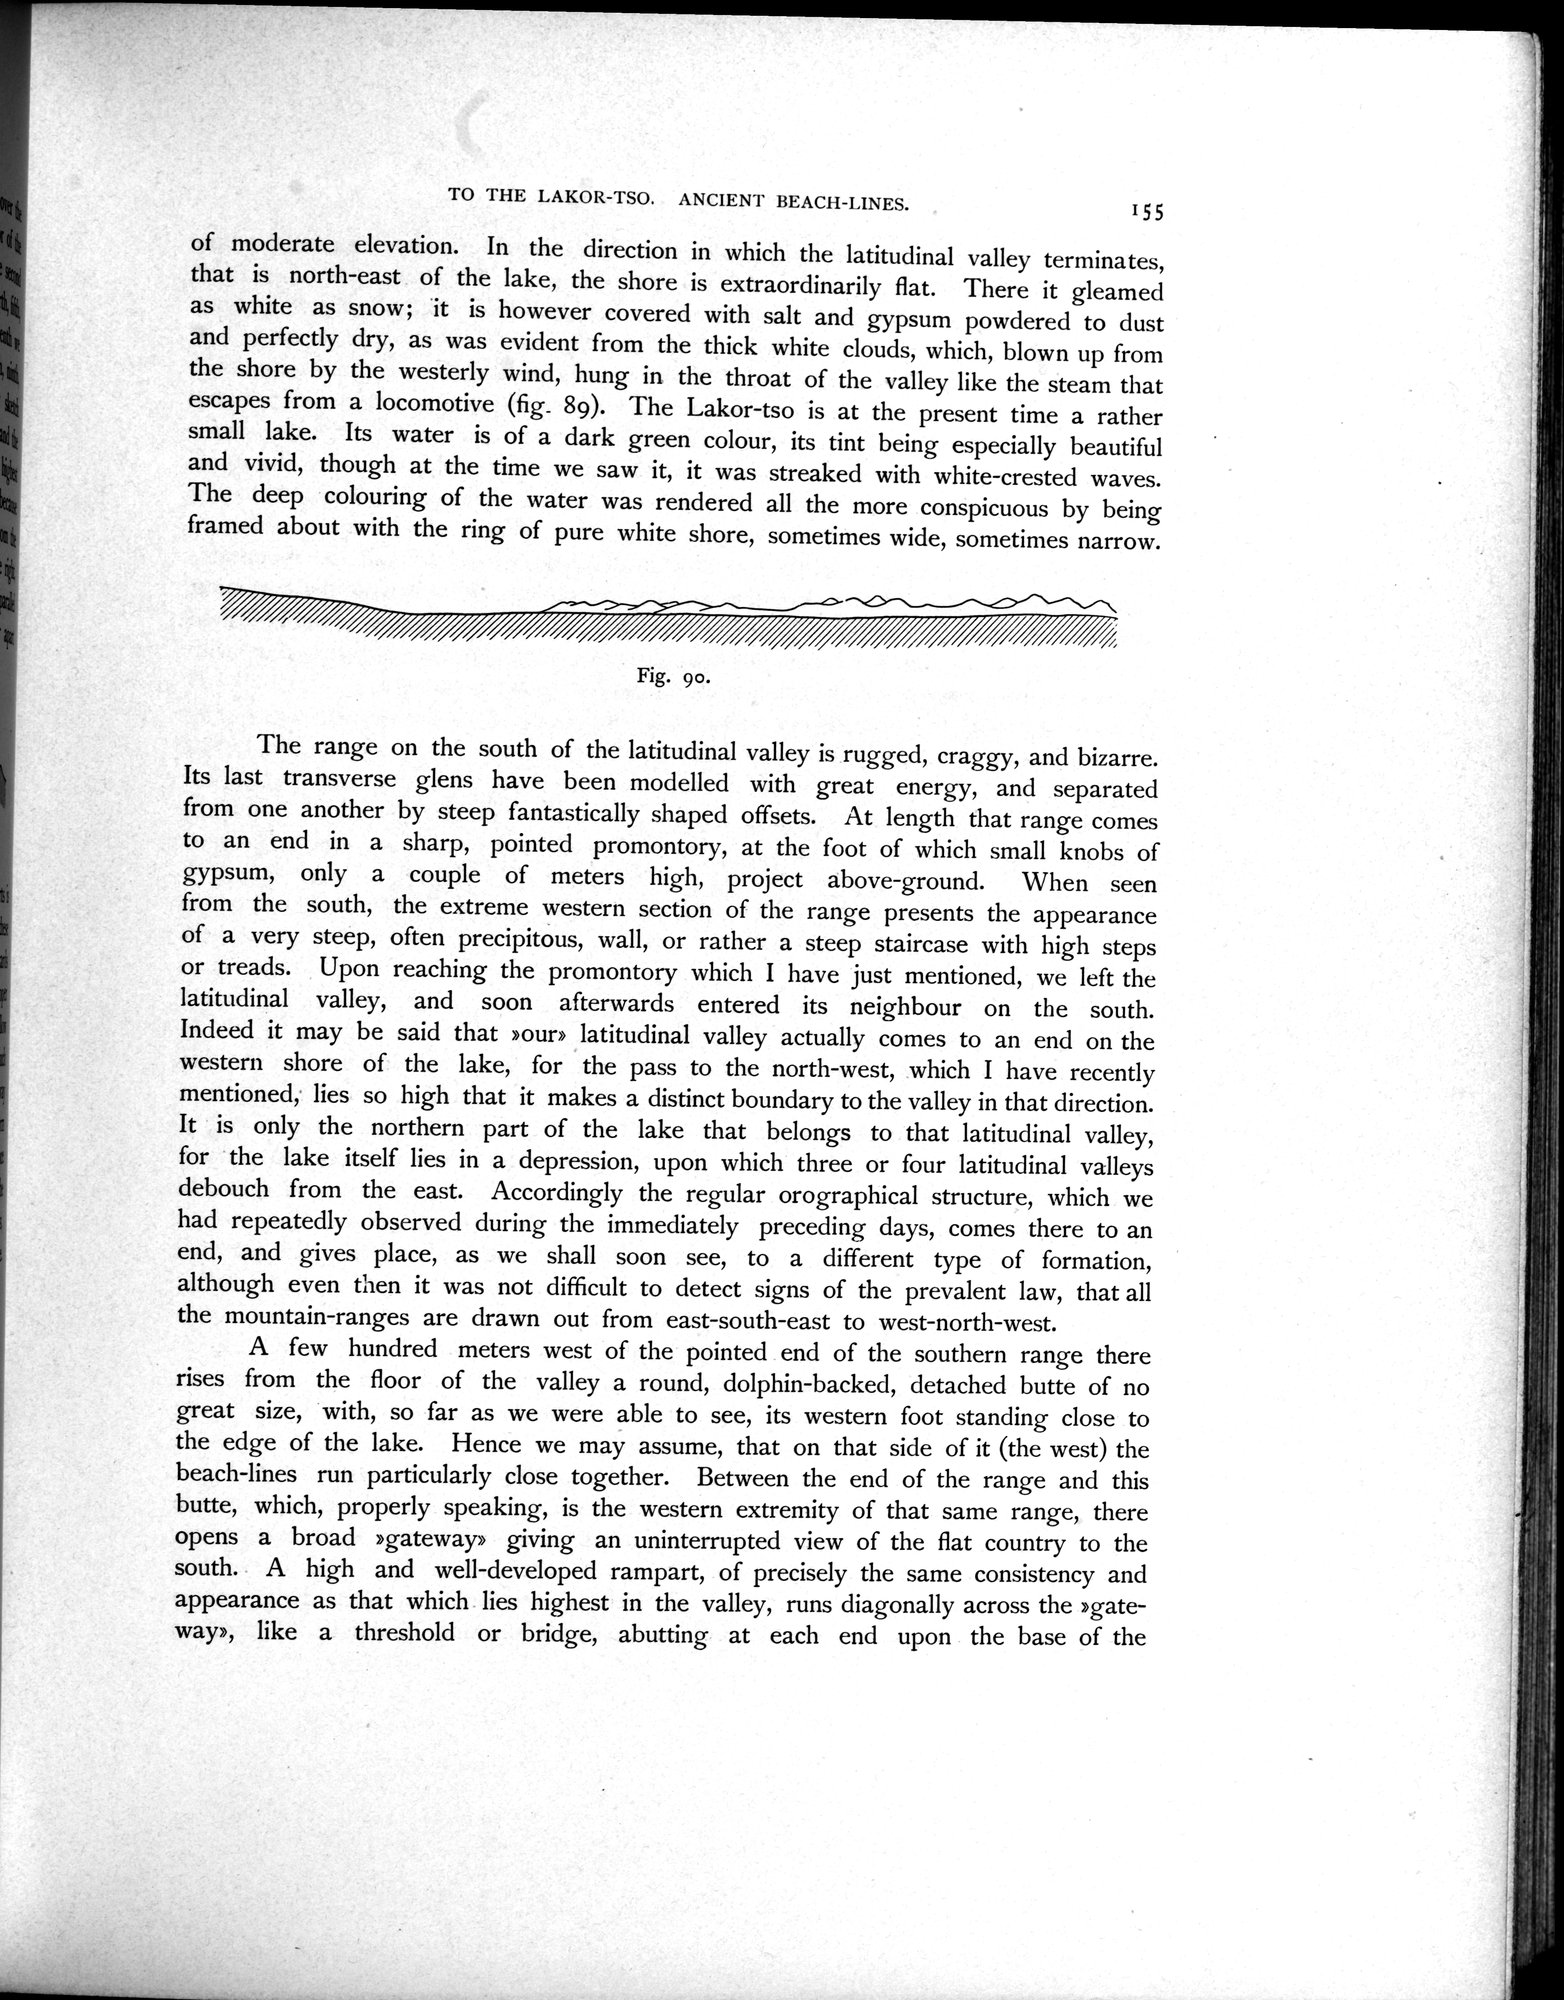 TO THE LAKOR-TSO. ANCIENT BEACH-LINES.
155
of moderate elevation. In the direction in which the latitudinal valley terminates,
that is north-east of the lake, the shore is extraordinarily flat. There it gleamed
as white as snow; it is however covered with salt and gypsum powdered to dust
and perfectly dry, as was evident from the thick white clouds, which, blown up from
the shore by the westerly wind, hung in the throat of the valley like the steam that
escapes from a locomotive (fig. 89). The Lakor-tso is at the present time a rather
small lake. Its water is of a dark green colour, its tint being especially beautiful
and vivid, though at the time we saw it, it was streaked with white-crested waves.
The deep colouring of the water was rendered all the more conspicuous by being
framed about with the ring of pure white shore, sometimes wide, sometimes narrow.
Fig. 90.
The range on the south of the latitudinal valley is rugged, craggy, and bizarre.
Its last transverse glens have been modelled with great energy, and separated
from one another by steep fantastically shaped offsets. At length that range comes
to an end in a sharp, pointed promontory, at the foot of which small knobs of
gypsum, only a couple of meters high, project above-ground. When seen
from the south, the extreme western section of the range presents the appearance
of a very steep, often precipitous, wall, or rather a steep staircase with high steps
or treads. Upon reaching the promontory which I have just mentioned, we left the
latitudinal valley, and soon afterwards entered its neighbour on the south.
Indeed it may be said that »our» latitudinal valley actually comes to an end on the
western shore of the lake, for the pass to the north-west, which I have recently
mentioned, lies so high that it makes a distinct boundary to the valley in that direction.
It is only the northern part of the lake that belongs to that latitudinal valley,
for the lake itself lies in a depression, upon which three or four latitudinal valleys
debouch from the east. Accordingly the regular orographical structure, which we
had repeatedly observed during the immediately preceding days, comes there to an
end, and gives place, as we shall soon see, to a different type of formation,
although even then it was not difficult to detect signs of the prevalent law, that all
the mountain-ranges are drawn out from east-south-east to west-north-west.
A few hundred meters west of the pointed end of the southern range there
rises from the floor of the valley a round, dolphin-backed, detached butte of no
great size, with, so far as we were able to see, its western foot standing close to
the edge of the lake. Hence we may assume, that on that side of it (the west) the
beach-lines run particularly close together. Between the end of the range and this
butte, which, properly speaking, is the western extremity of that same range, there
opens a broad »gateway» giving an uninterrupted view of the flat country to the
south. A high and well-developed rampart, of precisely the same consistency and
appearance as that which lies highest in the valley, runs diagonally across the »gate-
way», like a threshold or bridge, abutting at each end upon the base of the